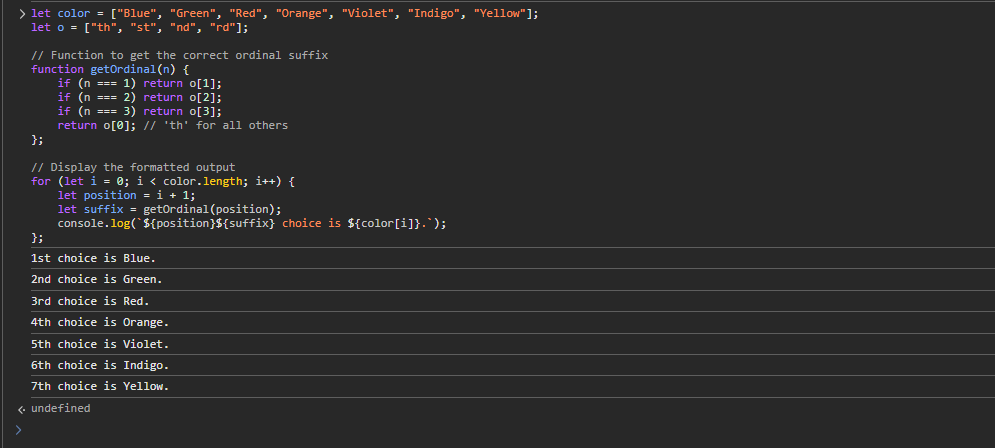 let color = ["Blue", "Green", "Red", "Orange", "Violet", "Indigo", "Yellow"];
let o = ["th", "st", "nd", "rd"];
// Function to get the correct ordinal suffix
function getOrdinal(n) {
    if (n === 1) return o[1];
    if (n === 2) return o[2];
    if (n === 3) return o[3];
    return o[0]; // 'th' for all others
};
// Display the formatted output
for (let i = 0; i < color.length; i++) {
    let position = i + 1;
    let suffix = getOrdinal(position);
    console.log(`${position}${suffix} choice is ${color[i]}.`);
};
1st choice is Blue.
2nd choice is Green.
3rd choice is Red.
4th choice is Orange.
5th choice is Violet.
6th choice is Indigo.
7th choice is Yellow.
undefined